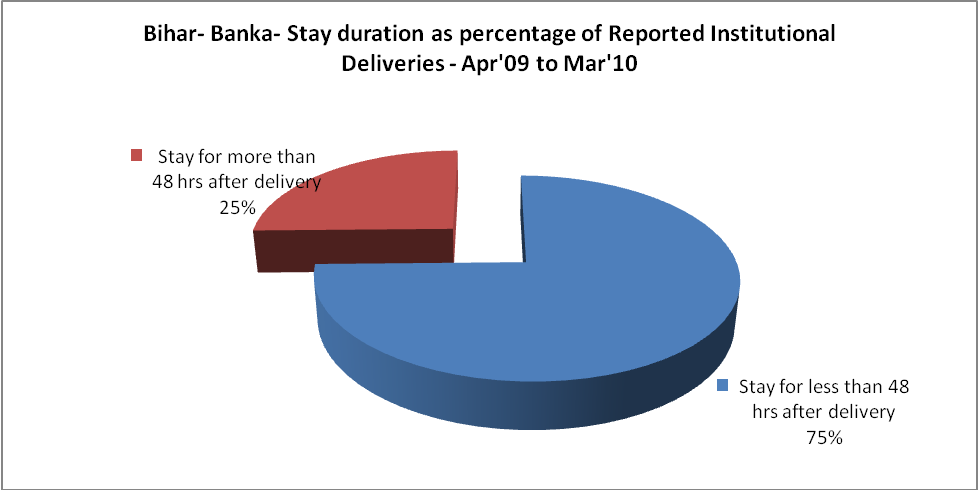 Bihar- Banka- Stay duration as percentage of Reported Institutional
Deliveries - Apr'09 to Mar'10
Stay for more than
48 hrs after delivery
25%
Stay for less than 48
hrs after delivery
75%